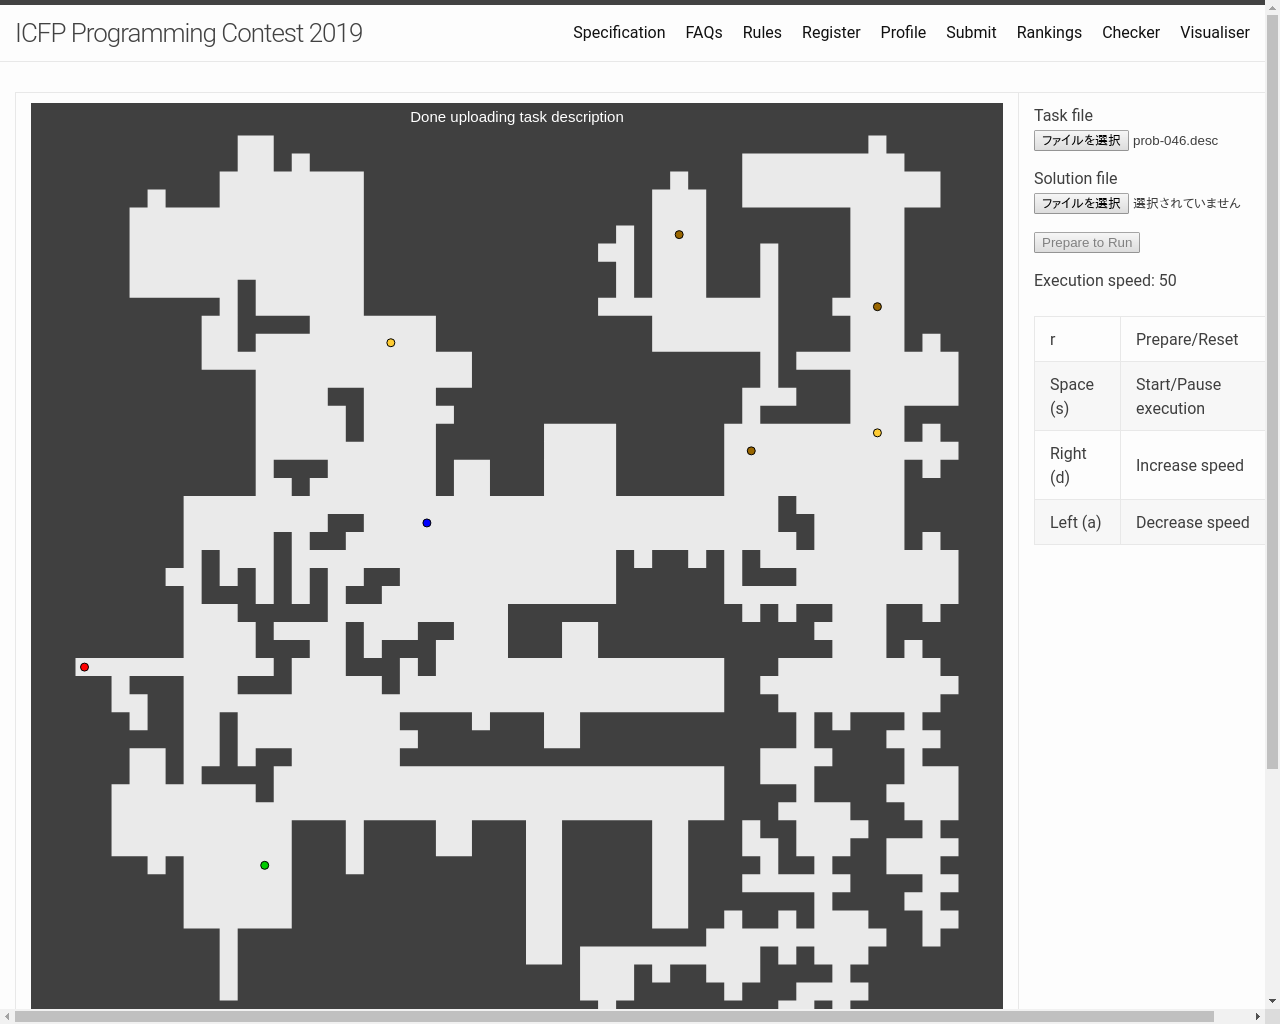 ICFP Programming Contest 2019
Specification FAQs Rules Register Profile Submit Rankings Checker Visualiser
Done uploading task description
Task file
ファイルを選択 prob-046.desc
Solution file
ファイルを選択 選択されていません
Prepare to Run
Execution speed: 50
r Prepare/Reset
Space (s) Start/Pause execution
Right (d) Increase speed
Left (a) Decrease speed